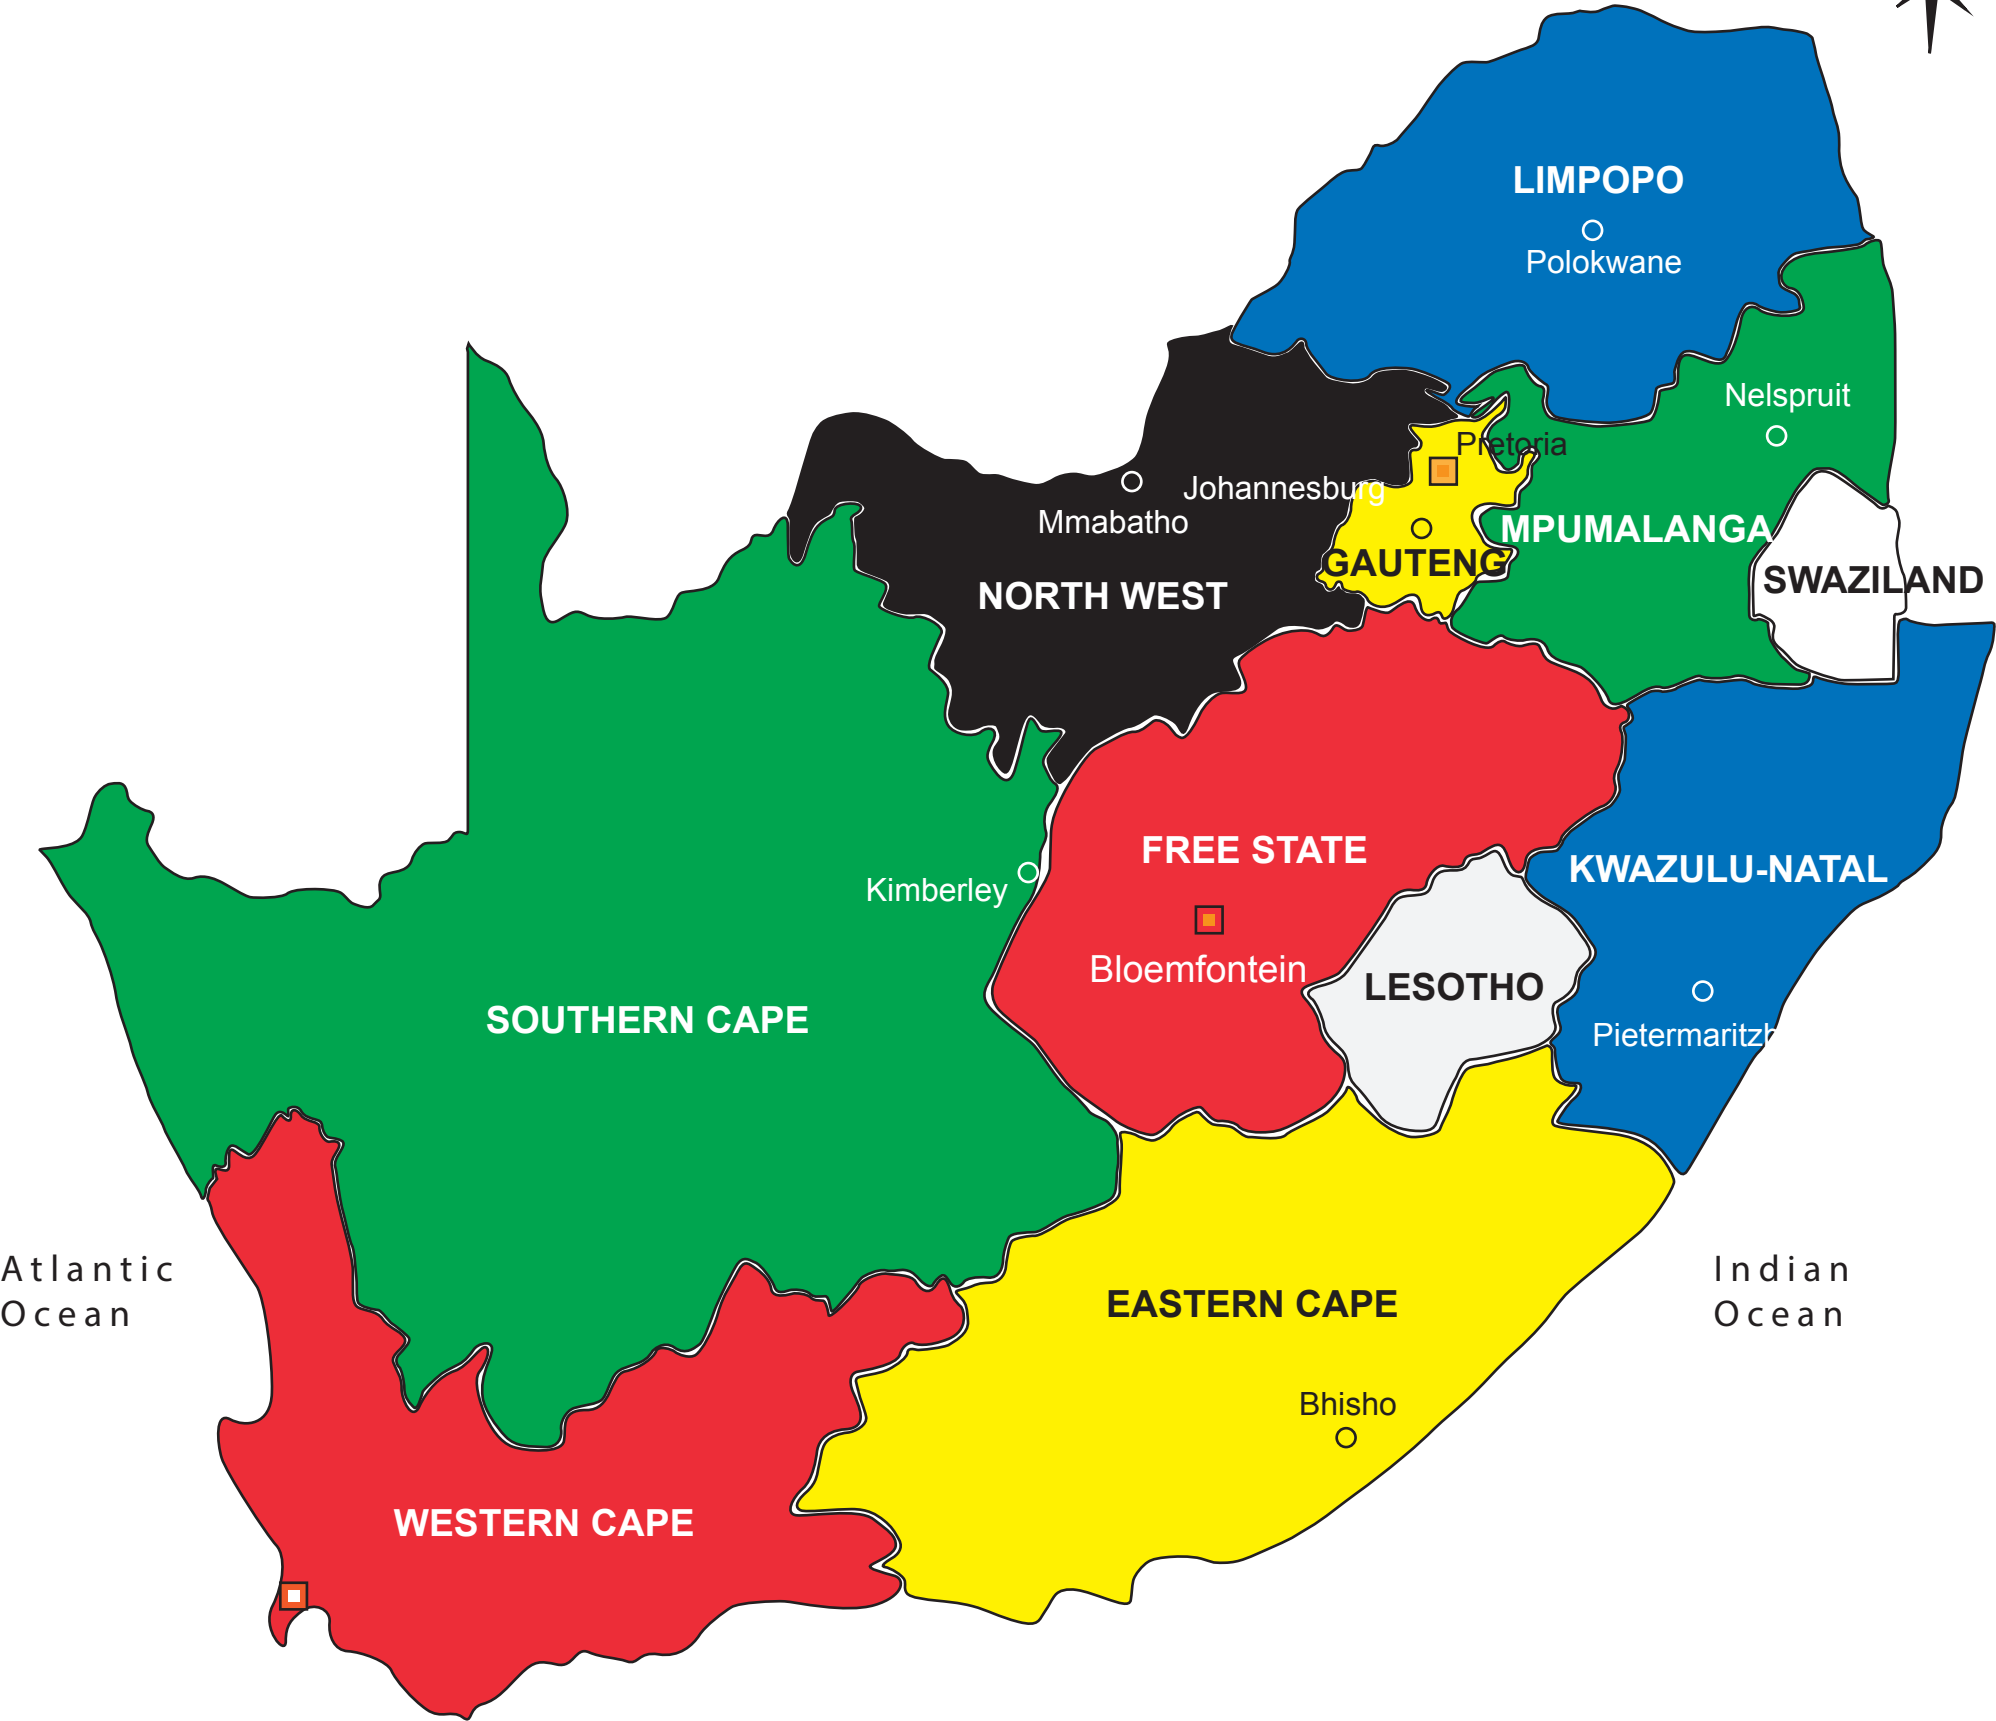 LIMPOPO
Polokwane
Nelspruit
Pretoria
Johannesburg
Mmabatho
MPUMALANGA
GAUTENG
SWAZILAND
NORTH WEST
FREE STATE
KWAZULU-NATAL
Kimberley
Bloemfontein
LESOTHO
SOUTHERN CAPE
Pietermaritzb
Atlantic
Ocean
Indian
Ocean
EASTERN CAPE
Bhisho
WESTERN CAPE